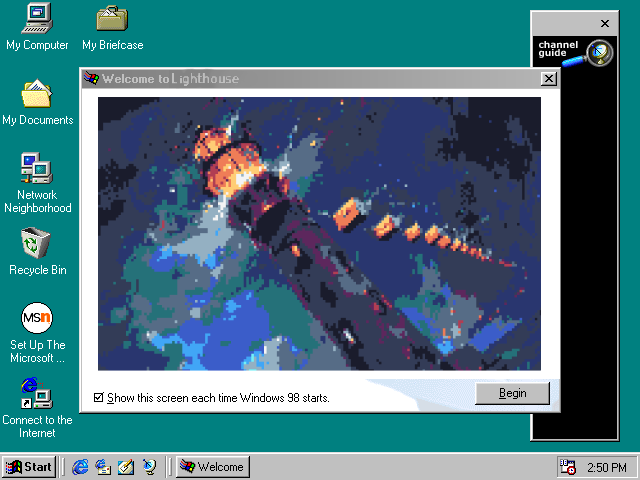 My Computer
My Briefcase
channel
guide
Welcome to Lighthouse
My Documents
Network
Neighborhood
Recycle Bin
MSn
Set Up The
Microsoft ...
Connect to the
Internet
Show this screen each time Windows 98 starts.
Begin
Start
Welcome
2:50 PM